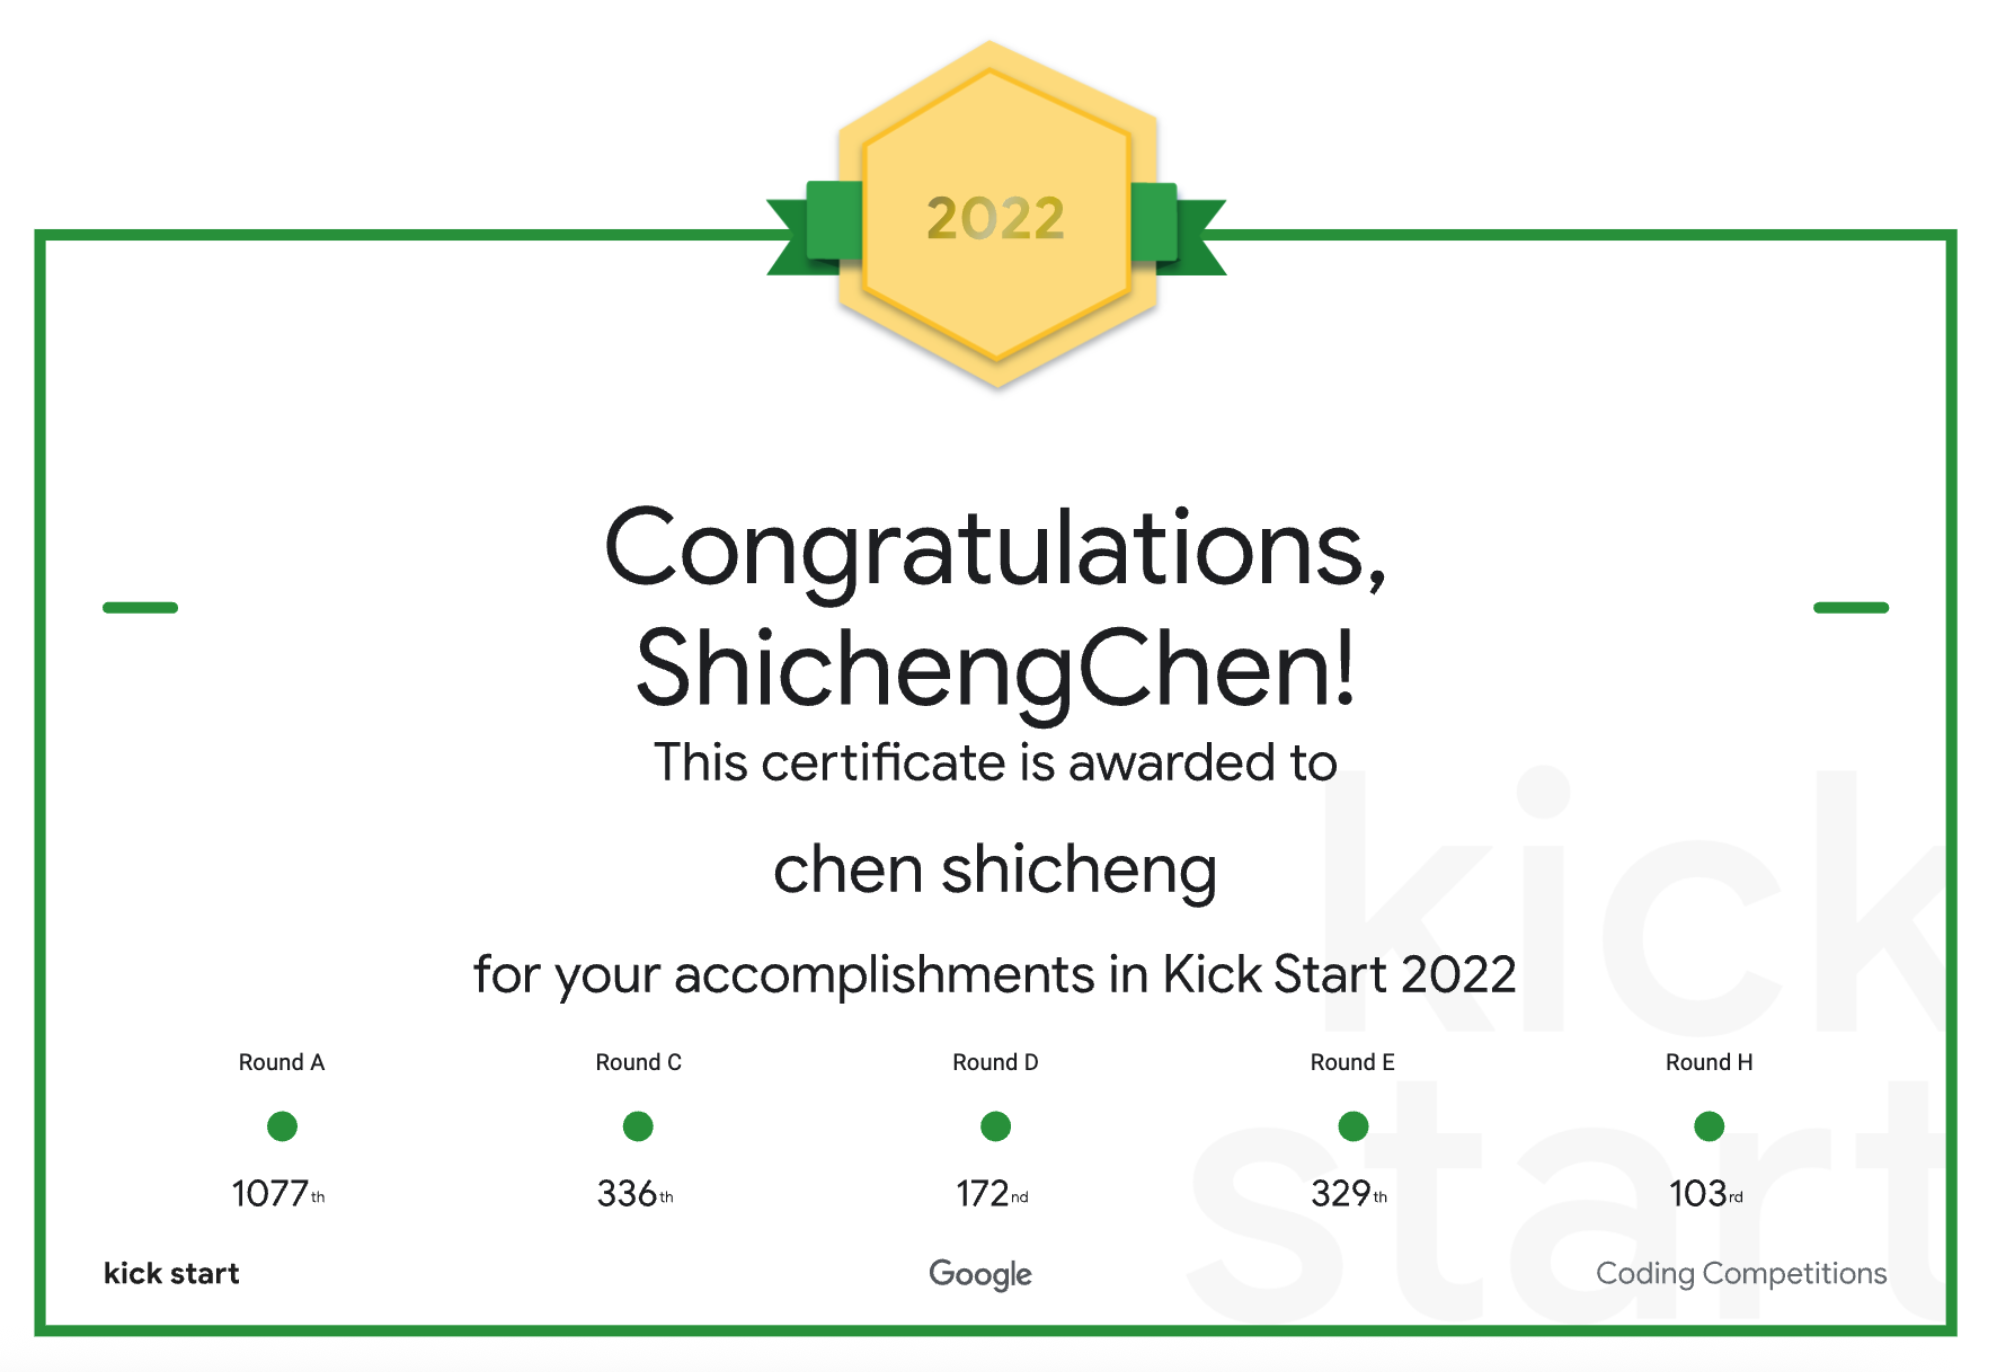 2022
Congratulations,
ShichengChen!
This certificate is awarded to
chen shicheng
for your accomplishments in Kick Start 2022
Round A Round C Round D Round E Round H
1077th 336th 172nd 329th 103rd
kick start Google Coding Competitions
kick
start